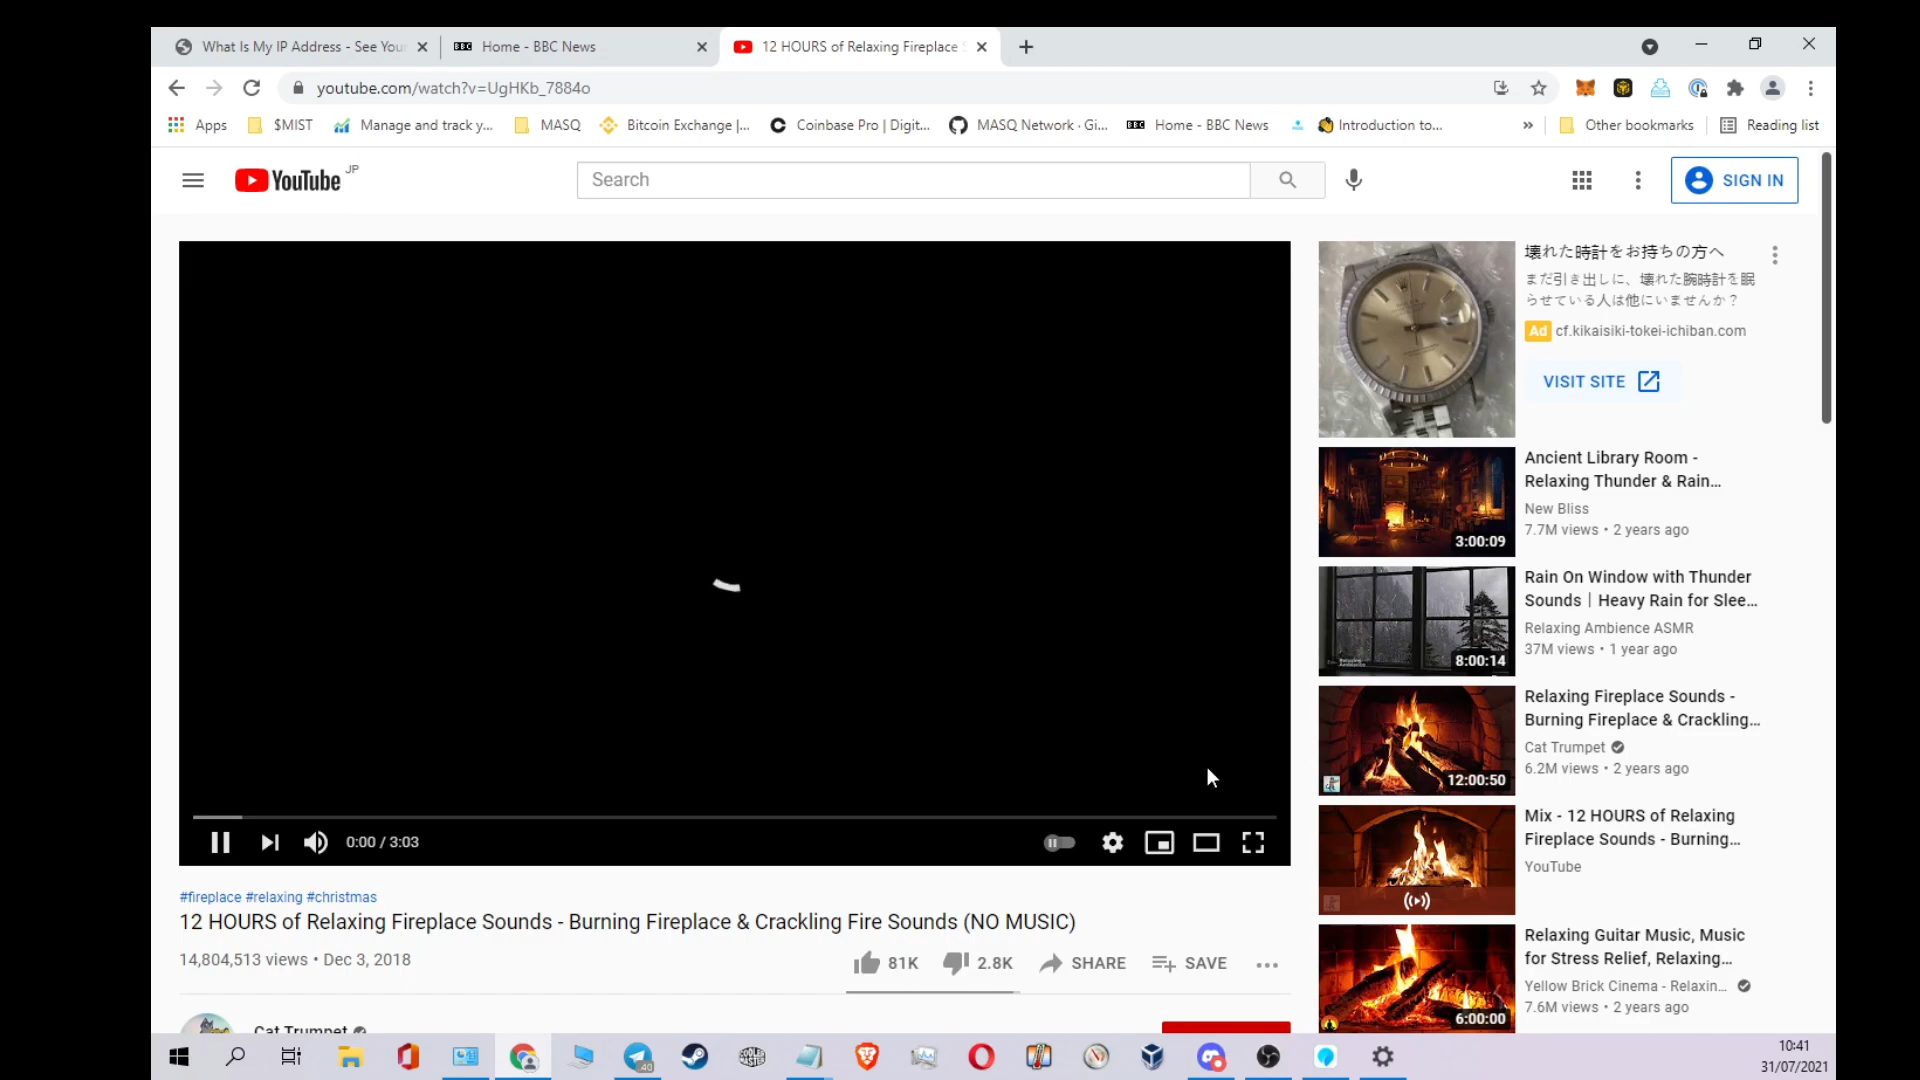 What Is My IP Address - See Your
Home - BBC News
12 HOURS of Relaxing Fireplace S
youtube.com/watch?v=UgHKb_7884o
Apps
$MIST
Manage and track y...
MASQ
Bitcoin Exchange |...
Coinbase Pro | Digit...
MASQ Network · Gi...
BBC
Home - BBC News
Introduction to...
»
Other bookmarks
Reading list
YouTube JP
Search
SIGN IN
壊れた時計をお持ちの方へ
まだ引き出しに、壊れた腕時計を眠
らせている人は他にいませんか？
Ad cf.kikaisiki-tokei-ichiban.com
VISIT SITE
Ancient Library Room -
Relaxing Thunder & Rain...
New Bliss
7.7M views • 2 years ago
3:00:09
Rain On Window with Thunder
Sounds｜Heavy Rain for Slee...
Relaxing Ambience ASMR
37M views • 1 year ago
8:00:14
Relaxing Fireplace Sounds -
Burning Fireplace & Crackling...
Cat Trumpet
6.2M views • 2 years ago
12:00:50
Mix - 12 HOURS of Relaxing
Fireplace Sounds - Burning...
YouTube
Relaxing Guitar Music, Music
for Stress Relief, Relaxing...
Yellow Brick Cinema - Relaxin...
7.6M views • 2 years ago
6:00:00
0:00 / 3:03
#fireplace #relaxing #christmas
12 HOURS of Relaxing Fireplace Sounds - Burning Fireplace & Crackling Fire Sounds (NO MUSIC)
14,804,513 views • Dec 3, 2018
81K
2.8K
SHARE
SAVE
Cat Trumpet
10:41
31/07/2021